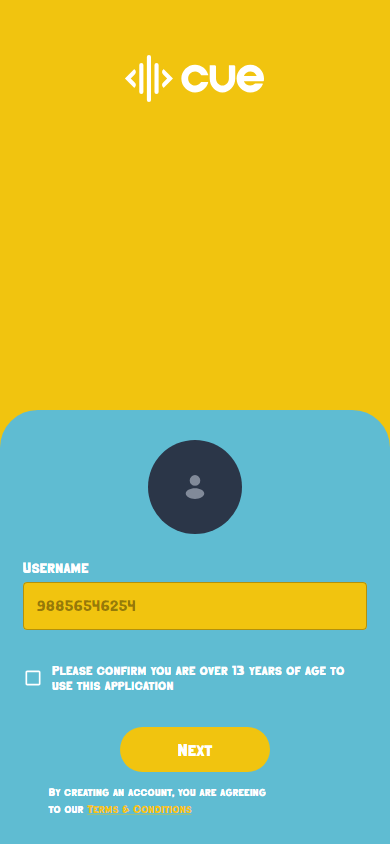 cue
Username
98856546254
Please confirm you are over 13 years of age to
use this application
Next
By creating an account, you are agreeing
to our Terms & Conditions